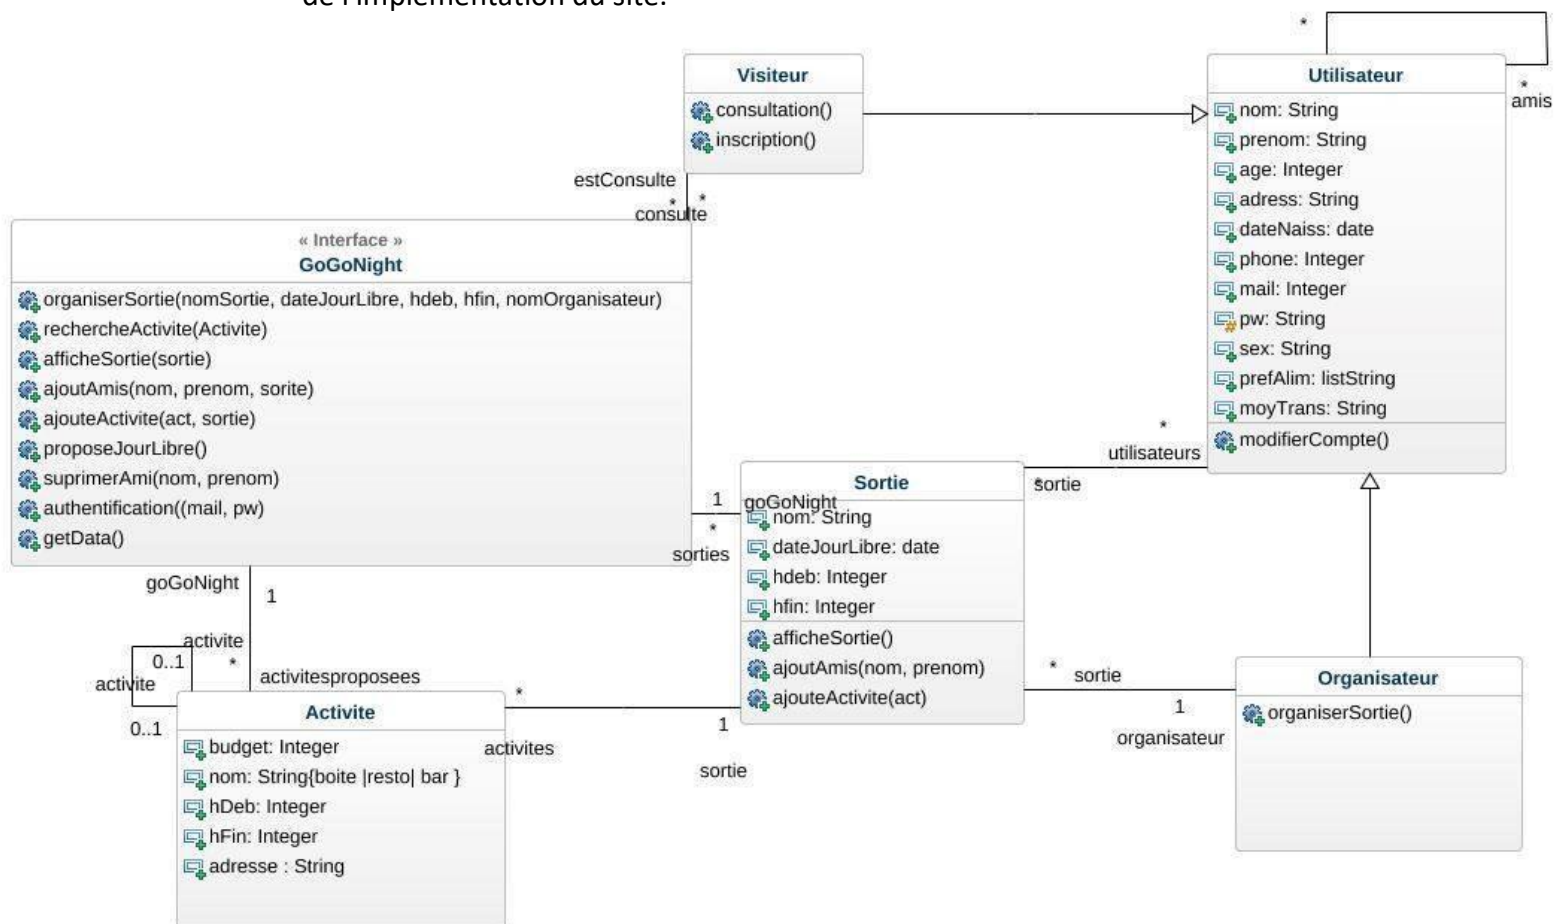 de l'implémentation du site.
*
Visiteur
consultation()
inscription()
Utilisateur
nom: String
prenom: String
age: Integer
adress: String
dateNaiss: date
phone: Integer
mail: Integer
pw: String
sex: String
prefAlim: listString
moyTrans: String
modifierCompte()
*
amis
estConsulte
* *
consulte
« Interface »
GoGoNight
organiserSortie(nomSortie, dateJourLibre, hdeb, hfin, nomOrganisateur)
rechercheActivite(Activite)
afficheSortie(sortie)
ajoutAmis(nom, prenom, sorite)
ajouteActivite(act, sortie)
proposeJourLibre()
suprimerAmi(nom, prenom)
authentification((mail, pw)
getData()
*
utilisateurs
*
sortie
1
goGoNight
*
sorties
Sortie
nom: String
dateJourLibre: date
hdeb: Integer
hfin: Integer
afficheSortie()
ajoutAmis(nom, prenom)
ajouteActivite(act)
goGoNight
1
activite
0..1
*
activite
activitesproposees
0..1
*
activites
1
sortie
*
sortie
1
organisateur
Organisateur
organiserSortie()
Activite
budget: Integer
nom: String{boite |resto| bar }
hDeb: Integer
hFin: Integer
adresse : String